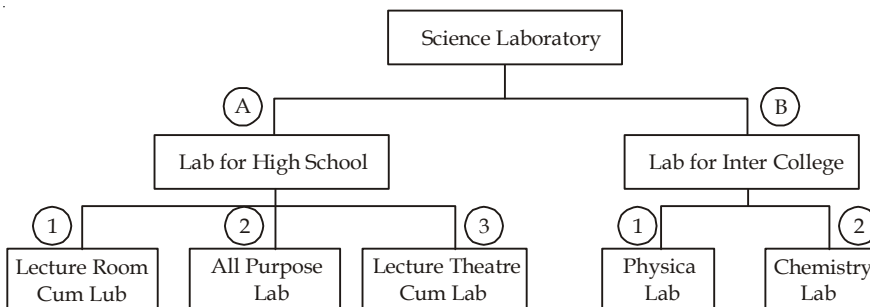 Science Laboratory
A
B
Lab for High School
Lab for Inter College
1
2
3
1
2
Lecture Room
Cum Lub
All Purpose
Lab
Lecture Theatre
Cum Lab
Physica
Lab
Chemistry
Lab